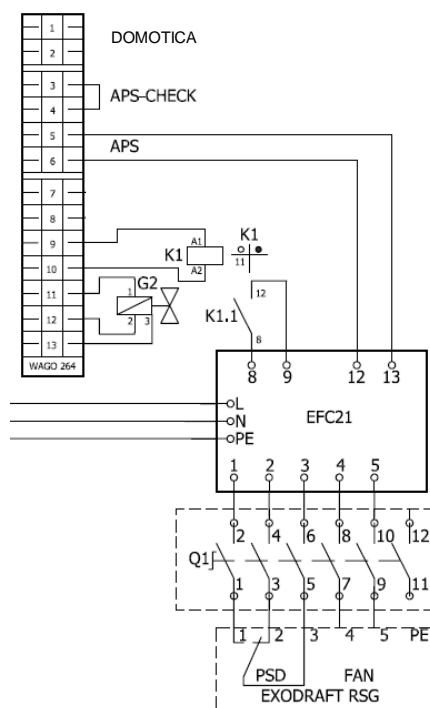 1 DOMOTICA
2
3 APS-CHECK
4
5 APS
6
7
8
9 A1 K1 K1
10 A2 11
11 1 G2 12
12 2 3 K1.1
13 8
WAGO 264
8 9 12 13
L
N EFC21
PE
1 2 3 4 5
2 4 6 8 10 12
Q1
1 3 5 7 9 11
1 2 3 4 5 PE
PSD FAN
EXODRAFT RSG